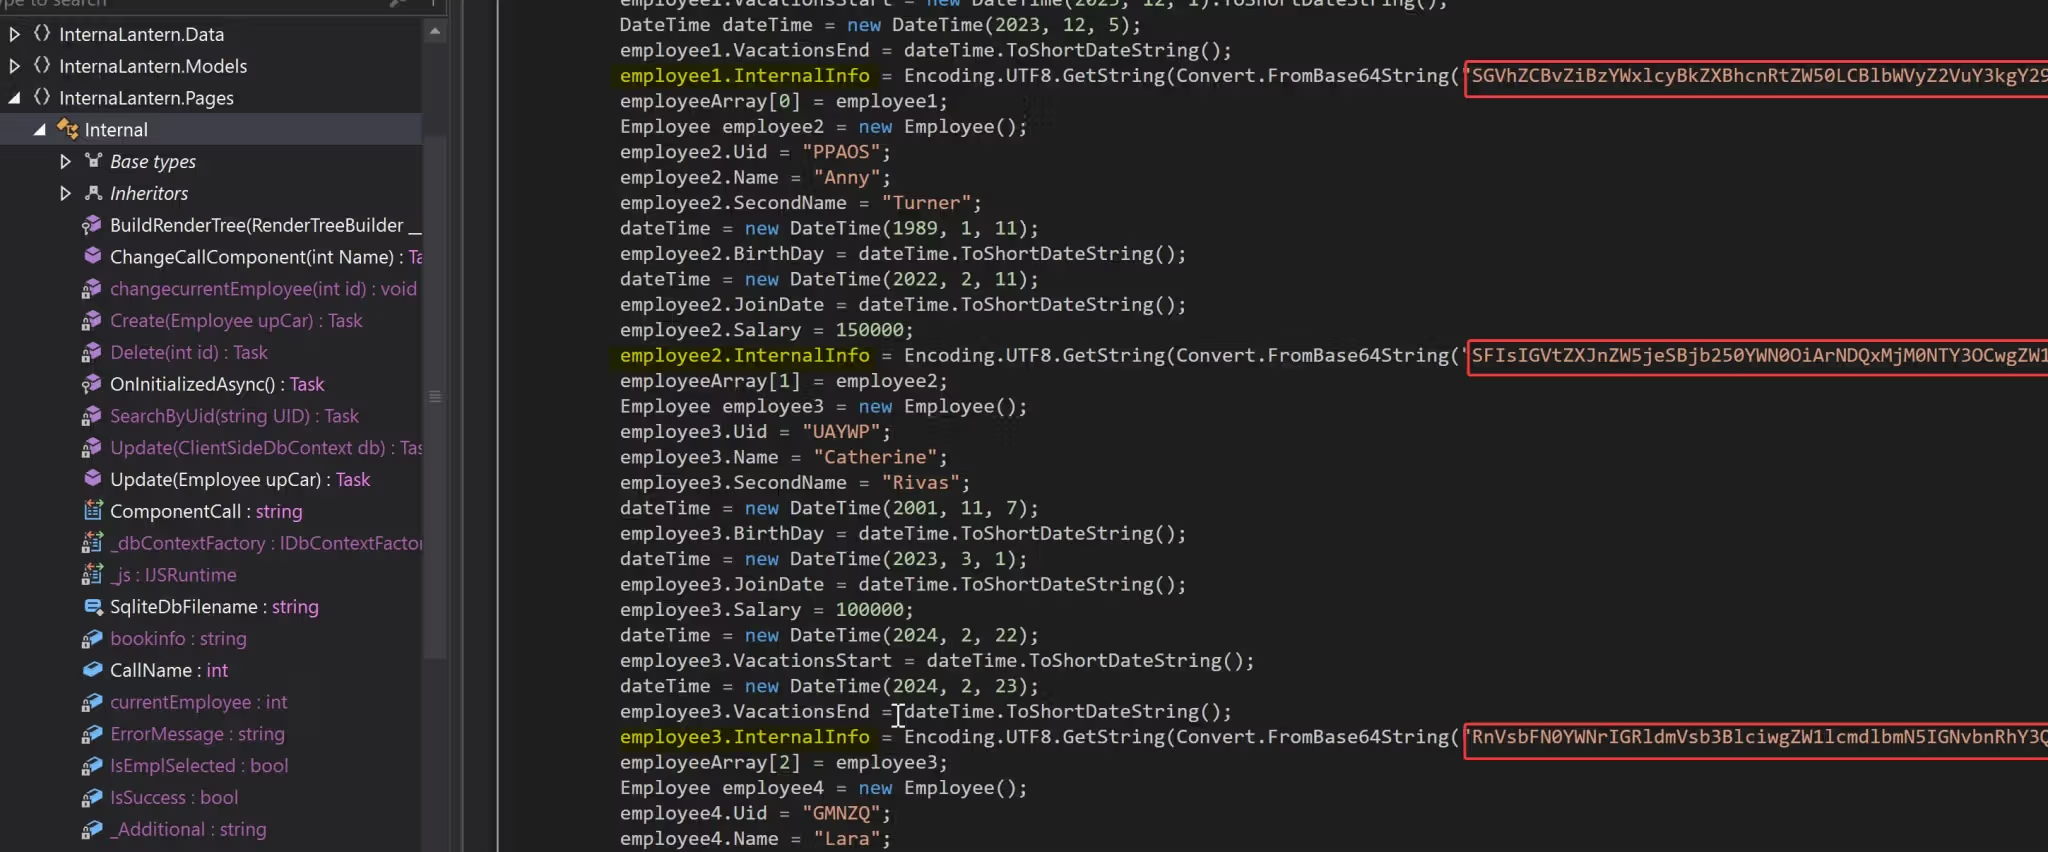 type to search
InternaLantern.Data
InternaLantern.Models
InternaLantern.Pages
Internal
Base types
Inheritors
BuildRenderTree(RenderTreeBuilder __
ChangeCallComponent(int Name) : Ta
changecurrentEmployee(int id) : void
Create(Employee upCar) : Task
Delete(int id) : Task
OnInitializedAsync() : Task
SearchByUid(string UID) : Task
Update(ClientSideDbContext db) : Tas
Update(Employee upCar) : Task
ComponentCall : string
_dbContextFactory : IDbContextFactor
_js : IJSRuntime
SqliteDbFilename : string
bookinfo : string
CallName : int
currentEmployee : int
ErrorMessage : string
IsEmplSelected : bool
IsSuccess : bool
_Additional : string
employee1.VacationsStart = new DateTime(2023, 12, 1).ToShortDateString();
DateTime dateTime = new DateTime(2023, 12, 5);
employee1.VacationsEnd = dateTime.ToShortDateString();
employee1.InternalInfo = Encoding.UTF8.GetString(Convert.FromBase64String("SGVhZCBvZiBzYWxlcyBkZXBhcnRtZW50LCBlbWVyZ2VuY3kgY29
employeeArray[0] = employee1;
Employee employee2 = new Employee();
employee2.Uid = "PPAOS";
employee2.Name = "Anny";
employee2.SecondName = "Turner";
dateTime = new DateTime(1989, 1, 11);
employee2.BirthDay = dateTime.ToShortDateString();
dateTime = new DateTime(2022, 2, 11);
employee2.JoinDate = dateTime.ToShortDateString();
employee2.Salary = 150000;
employee2.InternalInfo = Encoding.UTF8.GetString(Convert.FromBase64String("SFIsIGVtZXJnZW5jeSBjb250YWN0OiArNDQxMjM0NTY3OCwgZW1
employeeArray[1] = employee2;
Employee employee3 = new Employee();
employee3.Uid = "UAYWP";
employee3.Name = "Catherine";
employee3.SecondName = "Rivas";
dateTime = new DateTime(2001, 11, 7);
employee3.BirthDay = dateTime.ToShortDateString();
dateTime = new DateTime(2023, 3, 1);
employee3.JoinDate = dateTime.ToShortDateString();
employee3.Salary = 100000;
dateTime = new DateTime(2024, 2, 22);
employee3.VacationsStart = dateTime.ToShortDateString();
dateTime = new DateTime(2024, 2, 23);
employee3.VacationsEnd = dateTime.ToShortDateString();
employee3.InternalInfo = Encoding.UTF8.GetString(Convert.FromBase64String("RnVsbFN0YWNrIGRldmVsb3BlciwgZW1lcmdlbmN5IGNvbnRhY3Q
employeeArray[2] = employee3;
Employee employee4 = new Employee();
employee4.Uid = "GMNZQ";
employee4.Name = "Lara";